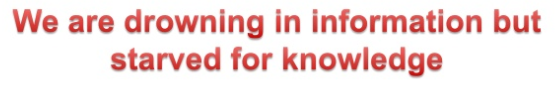 We are drowning in information but
starved for knowledge